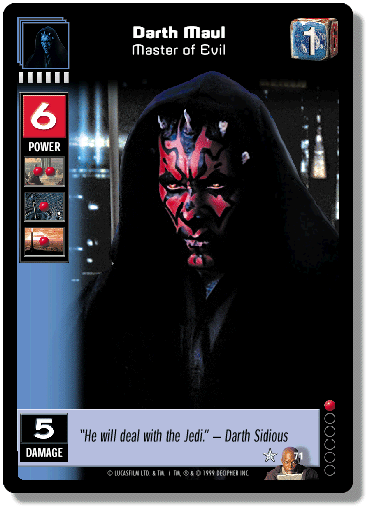 Darth Maul
Master of Evil
1
6
POWER
5
DAMAGE
"He will deal with the Jedi." – Darth Sidious
71
© LUCASFILM LTD. & TM. | TM, ® & © 1999 DECIPHER INC.